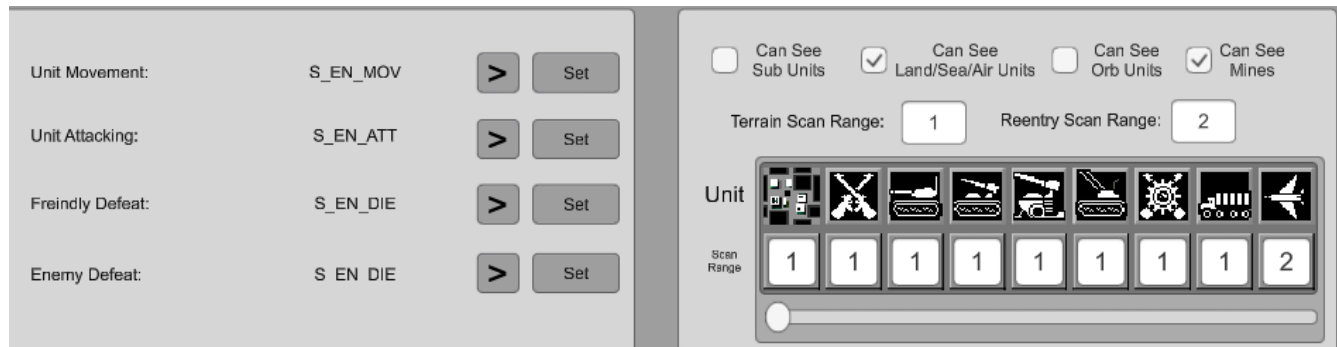 Unit Movement: S_EN_MOV > Set
Unit Attacking: S_EN_ATT > Set
Freindly Defeat: S_EN_DIE > Set
Enemy Defeat: S EN DIE > Set
Can See Sub Units
Can See Land/Sea/Air Units
Can See Orb Units
Can See Mines
Terrain Scan Range: 1 Reentry Scan Range: 2
Unit
Scan Range 1 1 1 1 1 1 1 1 2